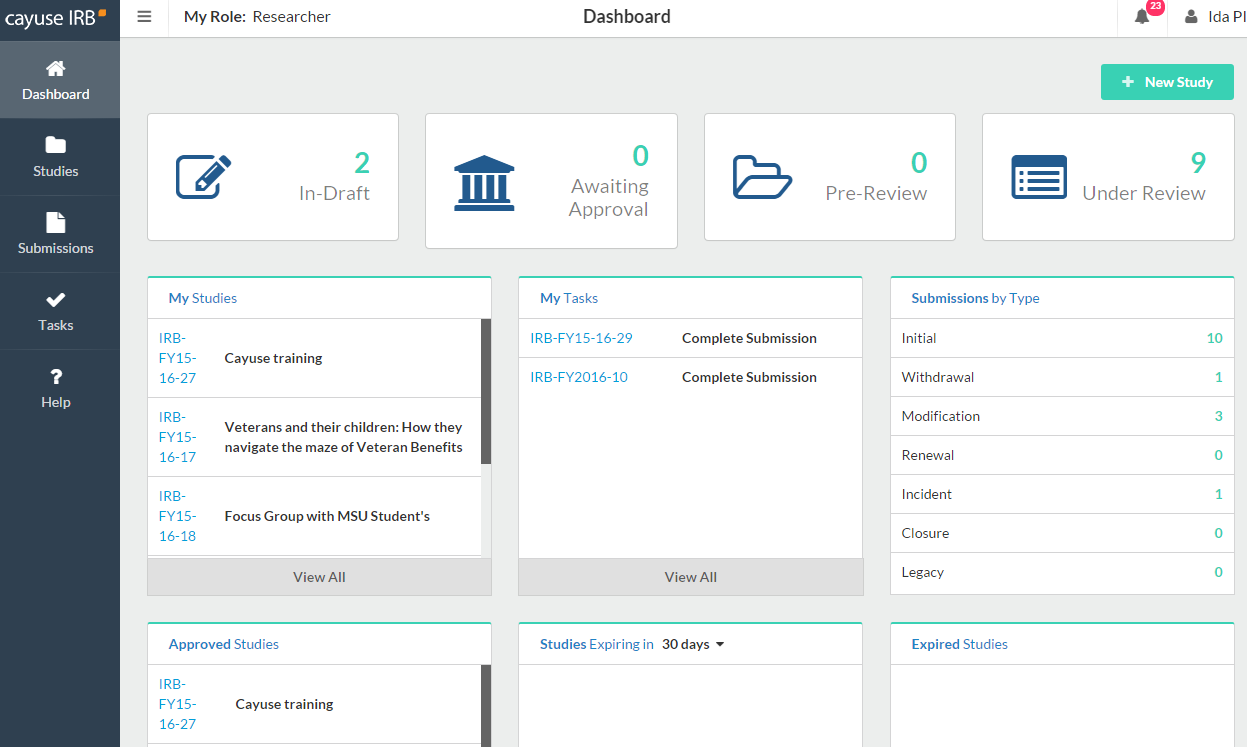 cayuse IRB
My Role: Researcher
Dashboard
23
Ida Pl
Dashboard
Studies
Submissions
Tasks
Help
New Study
2
In-Draft
0
Awaiting
Approval
0
Pre-Review
9
Under Review
My Studies
IRB-
FY15-
16-27
Cayuse training
IRB-
FY15-
16-17
Veterans and their children: How they
navigate the maze of Veteran Benefits
IRB-
FY15-
16-18
Focus Group with MSU Student's
View All
My Tasks
IRB-FY15-16-29 Complete Submission
IRB-FY2016-10 Complete Submission
View All
Submissions by Type
Initial 10
Withdrawal 1
Modification 3
Renewal 0
Incident 1
Closure 0
Legacy 0
Approved Studies
IRB-
FY15-
16-27
Cayuse training
Studies Expiring in 30 days
Expired Studies